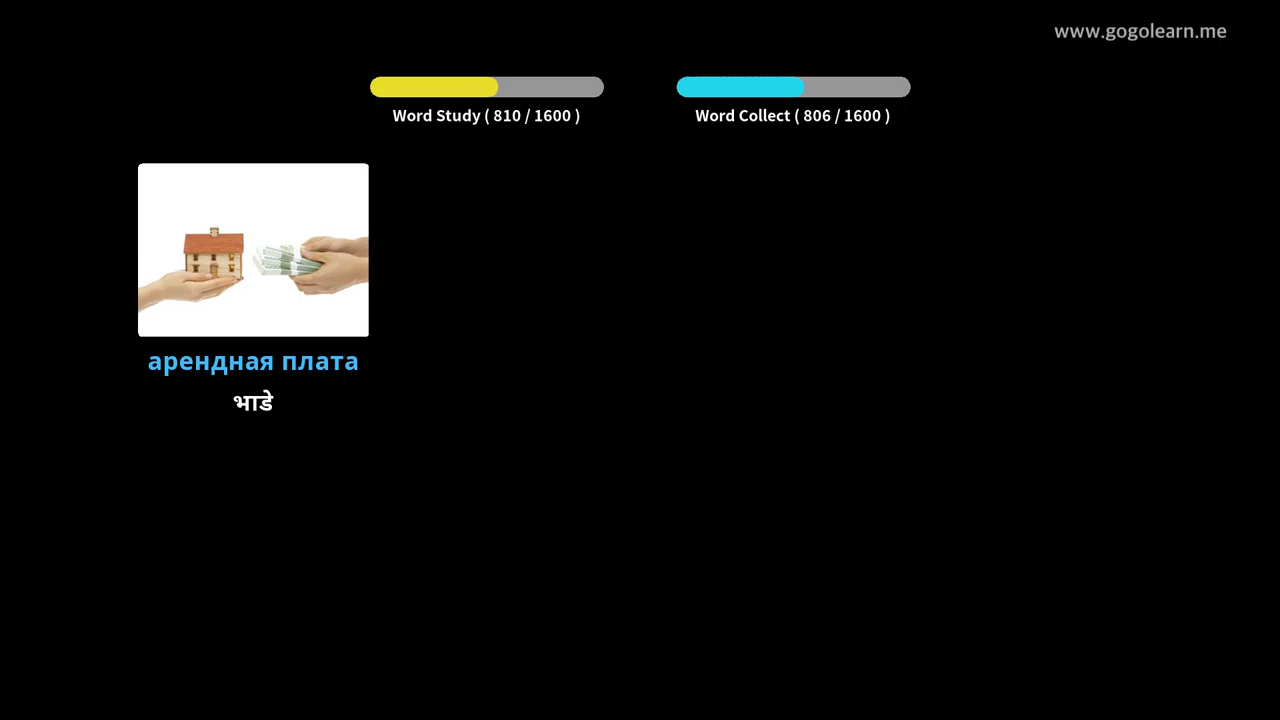 www.gogolearn.me
Word Study ( 810 / 1600 )
Word Collect ( 806 / 1600 )
арендная плата
भाडे